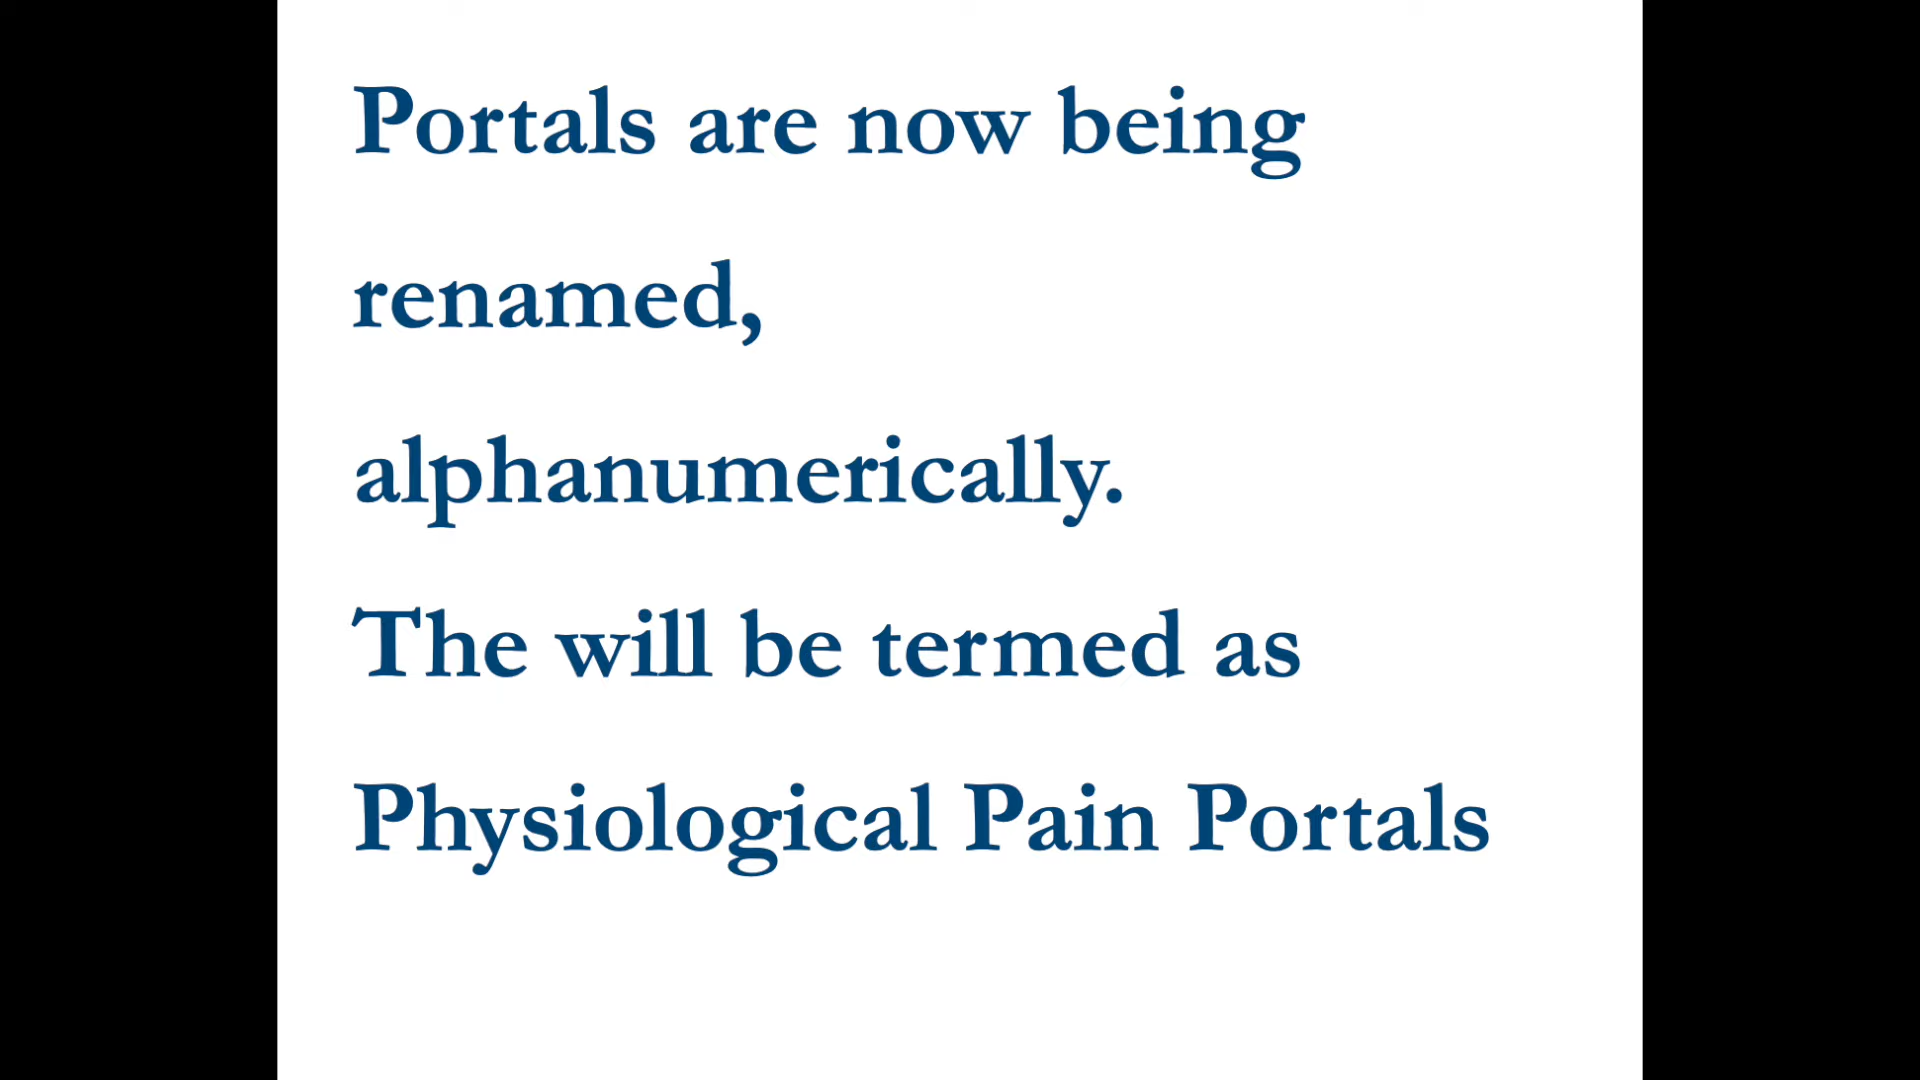 Portals are now being
renamed,
alphanumerically.
The will be termed as
Physiological Pain Portals